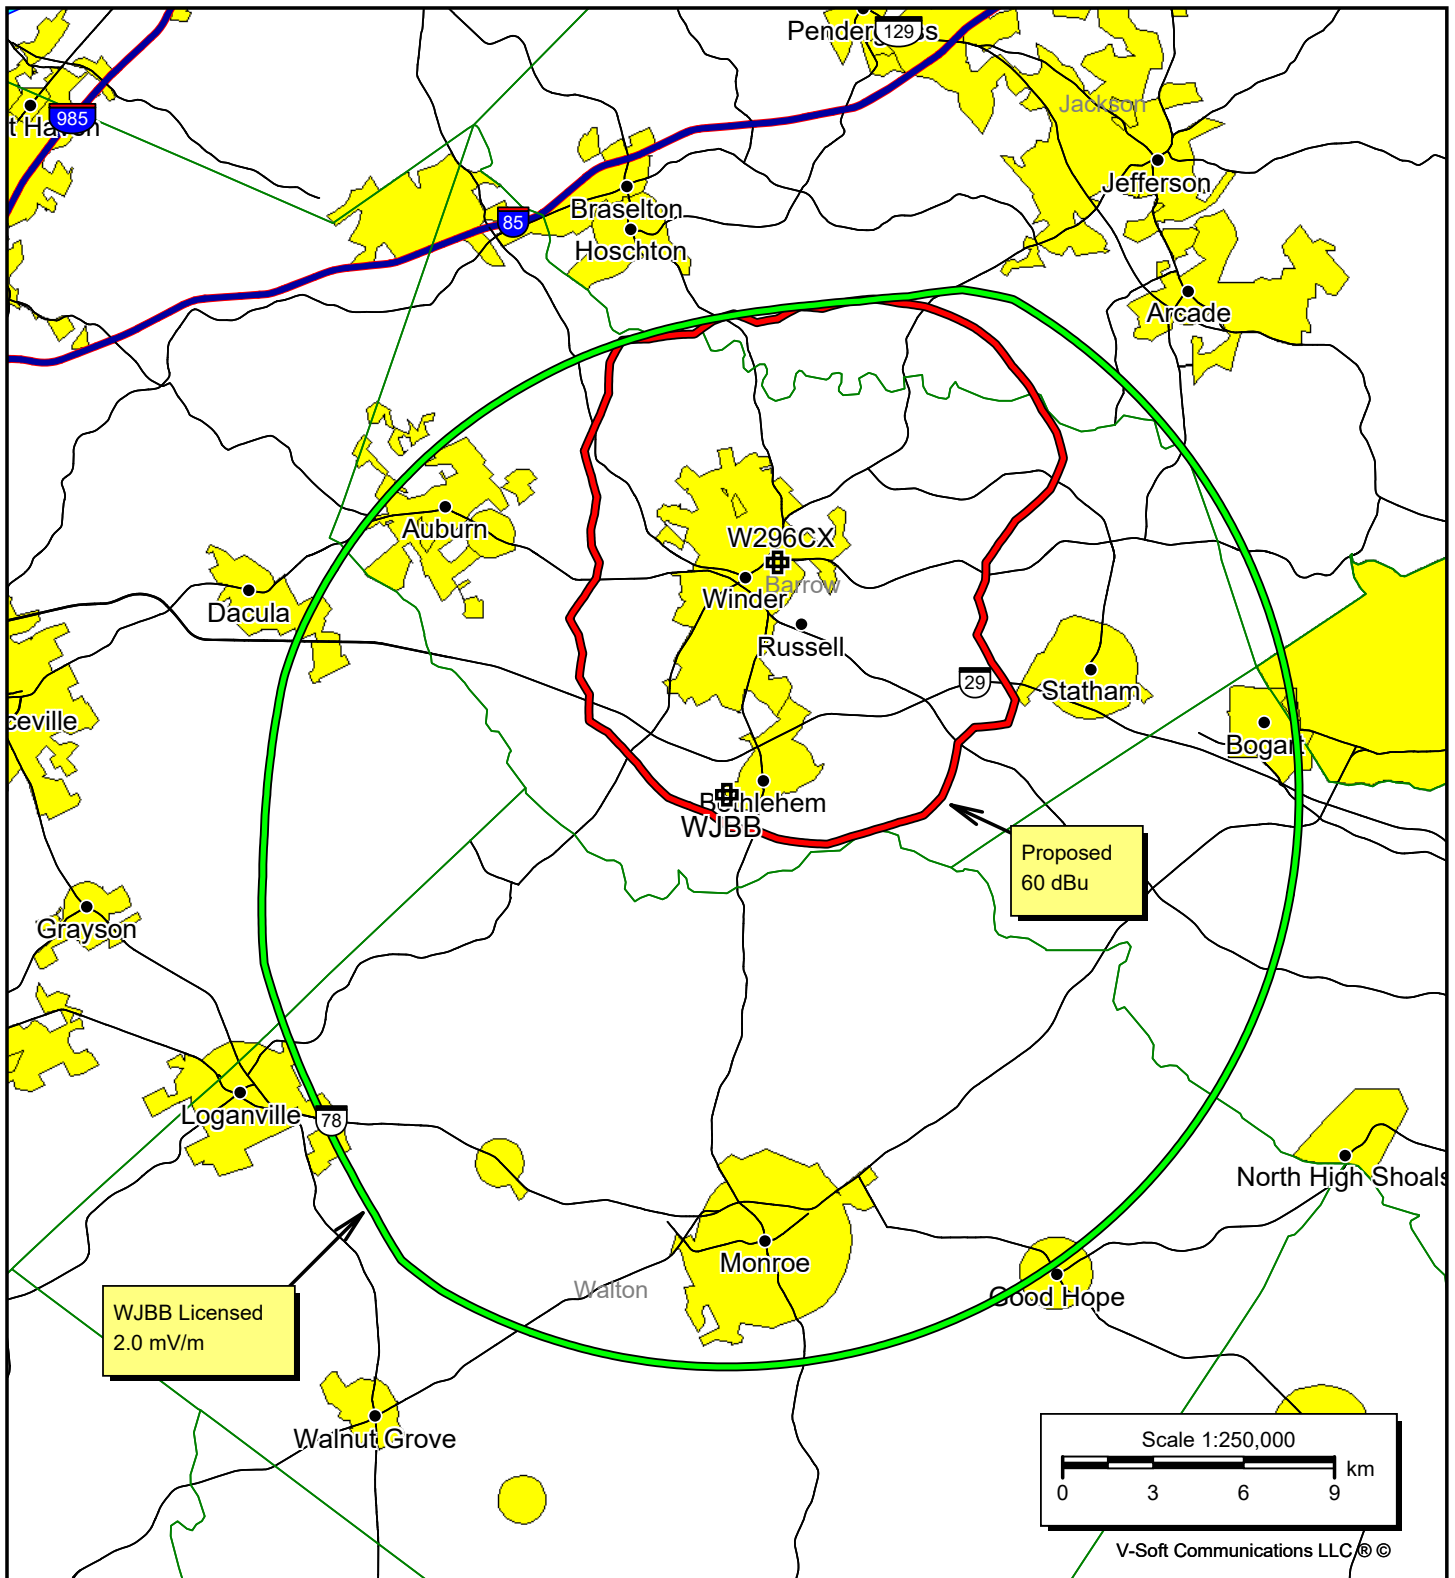 Pendergrass
129
Jackson
985
t Haven
Jefferson
Braselton
85
Hoschton
Arcade
Auburn
W296CX
Barrow
Winder
Dacula
Russell
29
Statham
ceville
Bogart
Bethlehem
WJBB
Proposed
60 dBu
Grayson
Loganville
78
North High Shoals
Monroe
Walton
Good Hope
WJBB Licensed
2.0 mV/m
Walnut Grove
Scale 1:250,000
km
0 3 6 9
V-Soft Communications LLC ® ©